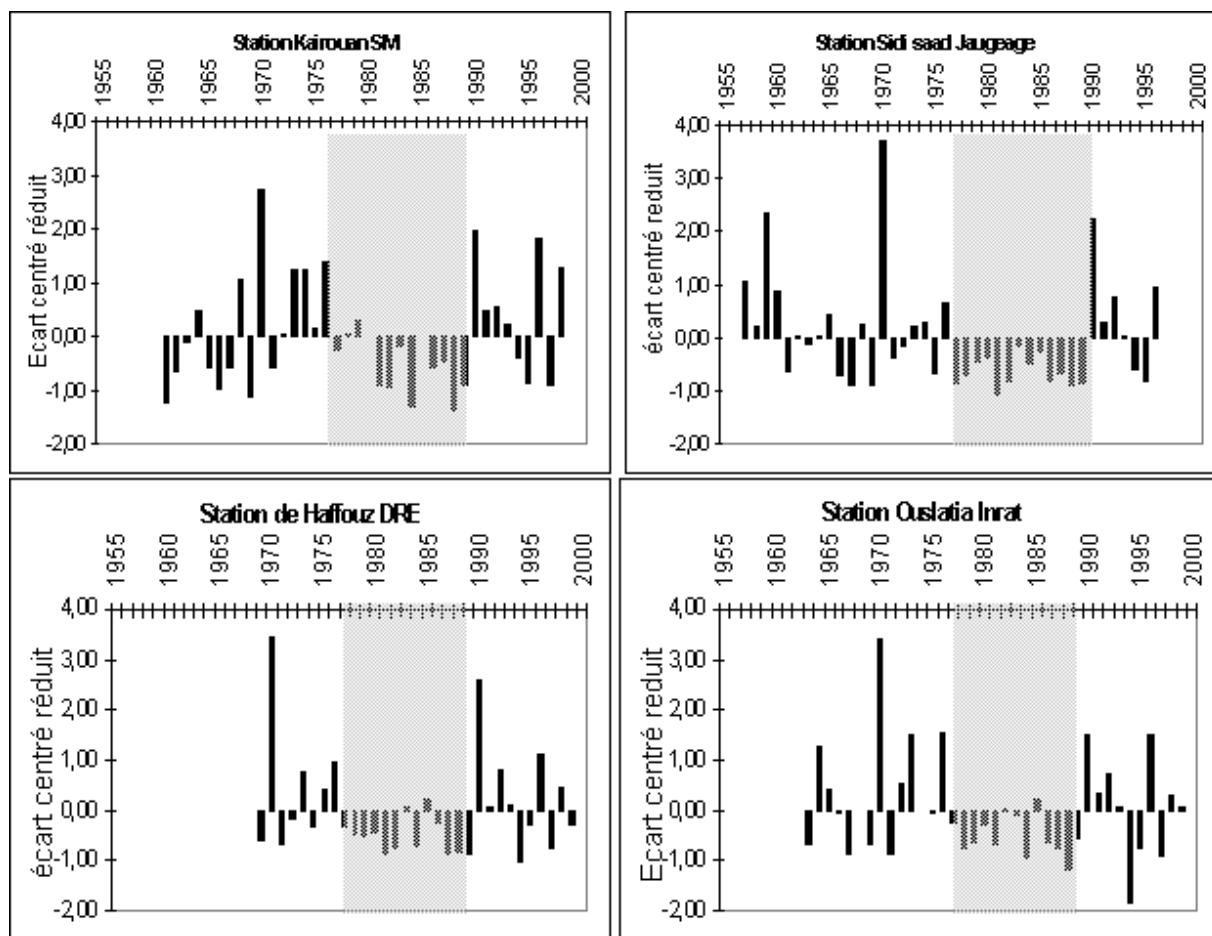 Station Kairouan SM
1955 1960 1965 1970 1975 1980 1985 1990 1995 2000
Ecart centré réduit
4,00
3,00
2,00
1,00
0,00
-1,00
-2,00
Station Sidi saad Jaugeage
1955 1960 1965 1970 1975 1980 1985 1990 1995 2000
écart centré réduit
4,00
3,00
2,00
1,00
0,00
-1,00
-2,00
Station de Haffouz DRE
1955 1960 1965 1970 1975 1980 1985 1990 1995 2000
écart centré réduit
4,00
3,00
2,00
1,00
0,00
-1,00
-2,00
Station Ouslatia Inrat
1955 1960 1965 1970 1975 1980 1985 1990 1995 2000
Ecart centré reduit
4,00
3,00
2,00
1,00
0,00
-1,00
-2,00